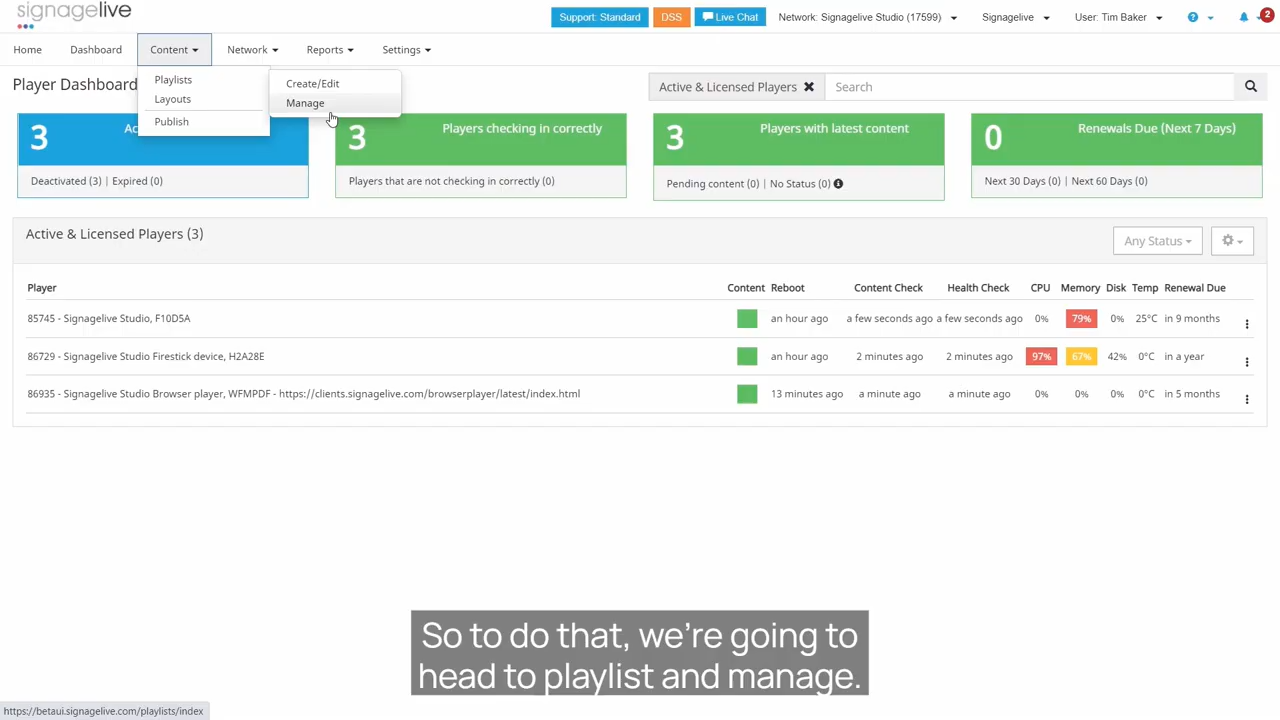 signagelive
Support: Standard
DSS
Live Chat
Network: Signagelive Studio (17599)
Signagelive
User: Tim Baker
?
2
Home
Dashboard
Content
Network
Reports
Settings
Playlists
Layouts
Publish
Create/Edit
Manage
Player Dashboard
Active & Licensed Players ✖
Search
3
Ac
Deactivated (3) | Expired (0)
3
Players checking in correctly
Players that are not checking in correctly (0)
3
Players with latest content
Pending content (0) | No Status (0)
0
Renewals Due (Next 7 Days)
Next 30 Days (0) | Next 60 Days (0)
Active & Licensed Players (3)
Any Status
Player Content Reboot Content Check Health Check CPU Memory Disk Temp Renewal Due
85745 - Signagelive Studio, F10D5A an hour ago a few seconds ago a few seconds ago 0% 79% 0% 25°C in 9 months
86729 - Signagelive Studio Firestick device, H2A28E an hour ago 2 minutes ago 2 minutes ago 97% 67% 42% 0°C in a year
86935 - Signagelive Studio Browser player, WFMPDF - https://clients.signagelive.com/browserplayer/latest/index.html 13 minutes ago a minute ago a minute ago 0% 0% 0% 0°C in 5 months
So to do that, we're going to
head to playlist and manage.
https://betaui.signagelive.com/playlists/index